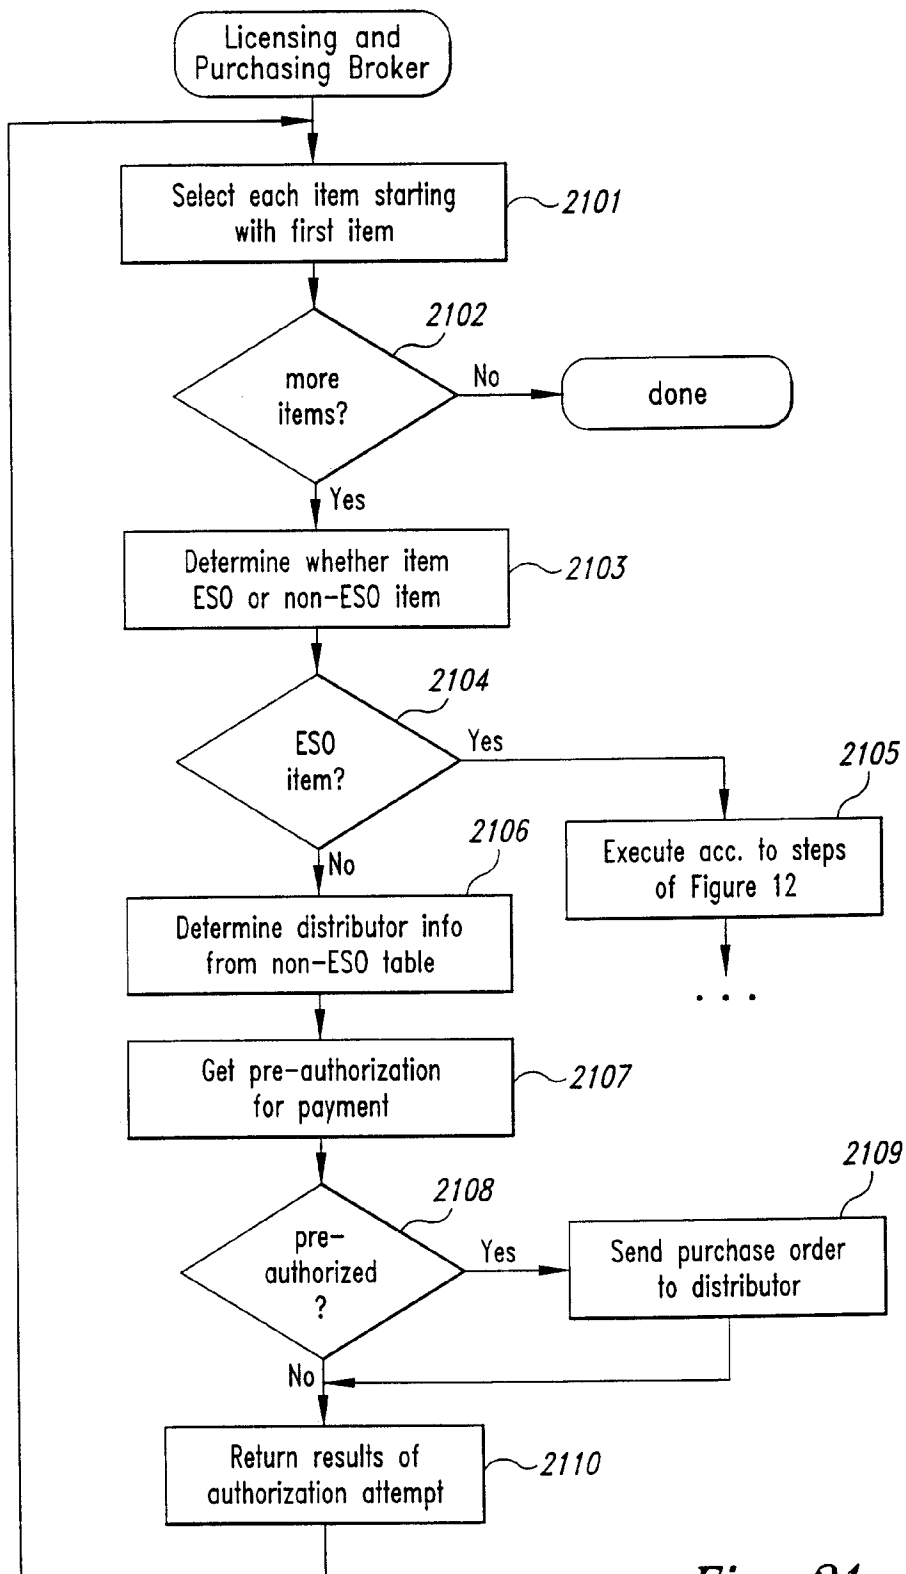 Licensing and
Purchasing Broker
Select each item starting
with first item
2101
2102
more
items?
No
done
Yes
Determine whether item
ESO or non-ESO item
2103
2104
ESO
item?
Yes
2105
Execute acc. to steps
of Figure 12
. . .
No
2106
Determine distributor info
from non-ESO table
Get pre-authorization
for payment
2107
2108
pre-
authorized
?
Yes
2109
Send purchase order
to distributor
No
Return results of
authorization attempt
2110